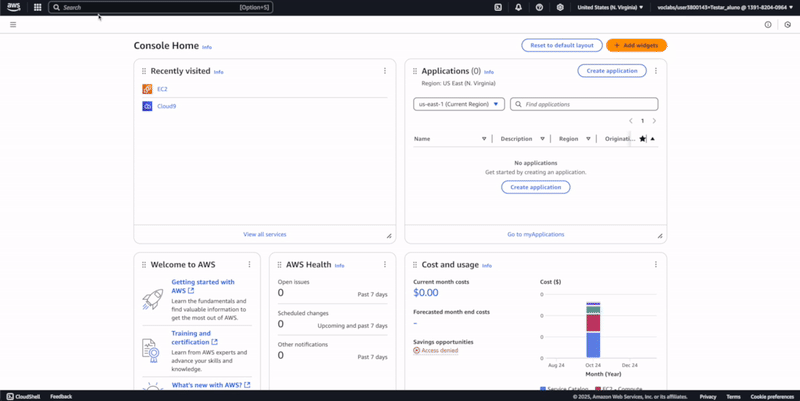 aws
Search
[Option+S]
United States (N. Virginia)
voclabs/user3800143=Testar_aluno @ 1391-8204-0964
Console Home Info
Reset to default layout
+ Add widgets
Recently visited Info
EC2
Cloud9
View all services
Applications (0) Info
Region: US East (N. Virginia)
Create application
us-east-1 (Current Region)
Find applications
1
Name
Description
Region
Originati...
No applications
Get started by creating an application.
Create application
Go to myApplications
Welcome to AWS
Getting started with
AWS
Learn the fundamentals and
find valuable information to
get the most out of AWS.
Training and
certification
Learn from AWS experts and
advance your skills and
knowledge.
What's new with AWS?
AWS Health Info
Open issues
0
Past 7 days
Scheduled changes
0
Upcoming and past 7 days
Other notifications
0
Past 7 days
Cost and usage Info
Current month costs
$0.00
Forecasted month end costs
-
Savings opportunities
Access denied
Cost ($)
0
0
0
0
Aug 24
Oct 24
Dec 24
Month (Year)
Service Catalog
EC2 - Compute
CloudShell
Feedback
© 2025, Amazon Web Services, Inc. or its affiliates.
Privacy
Terms
Cookie preferences